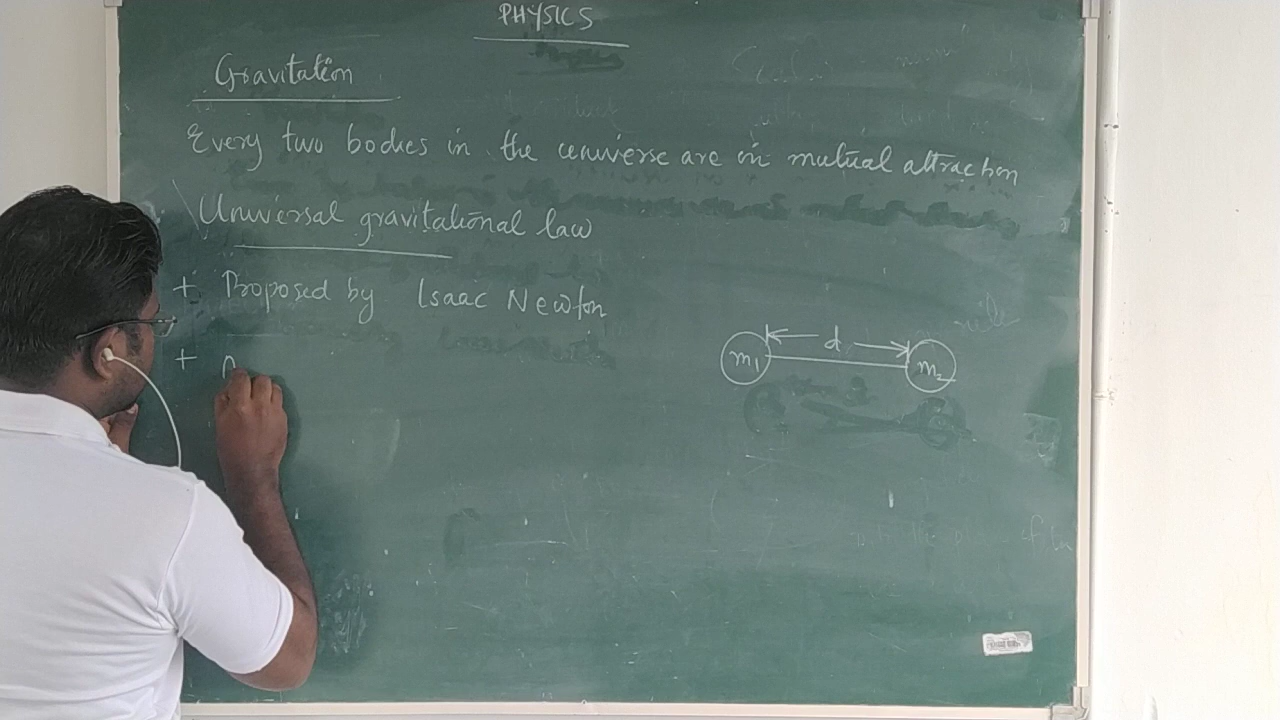 PHYSICS
Gravitation
Every two bodies in the universe are in mutual attraction
Universal gravitational law
+ Proposed by Isaac Newton
d
m1 m2
+